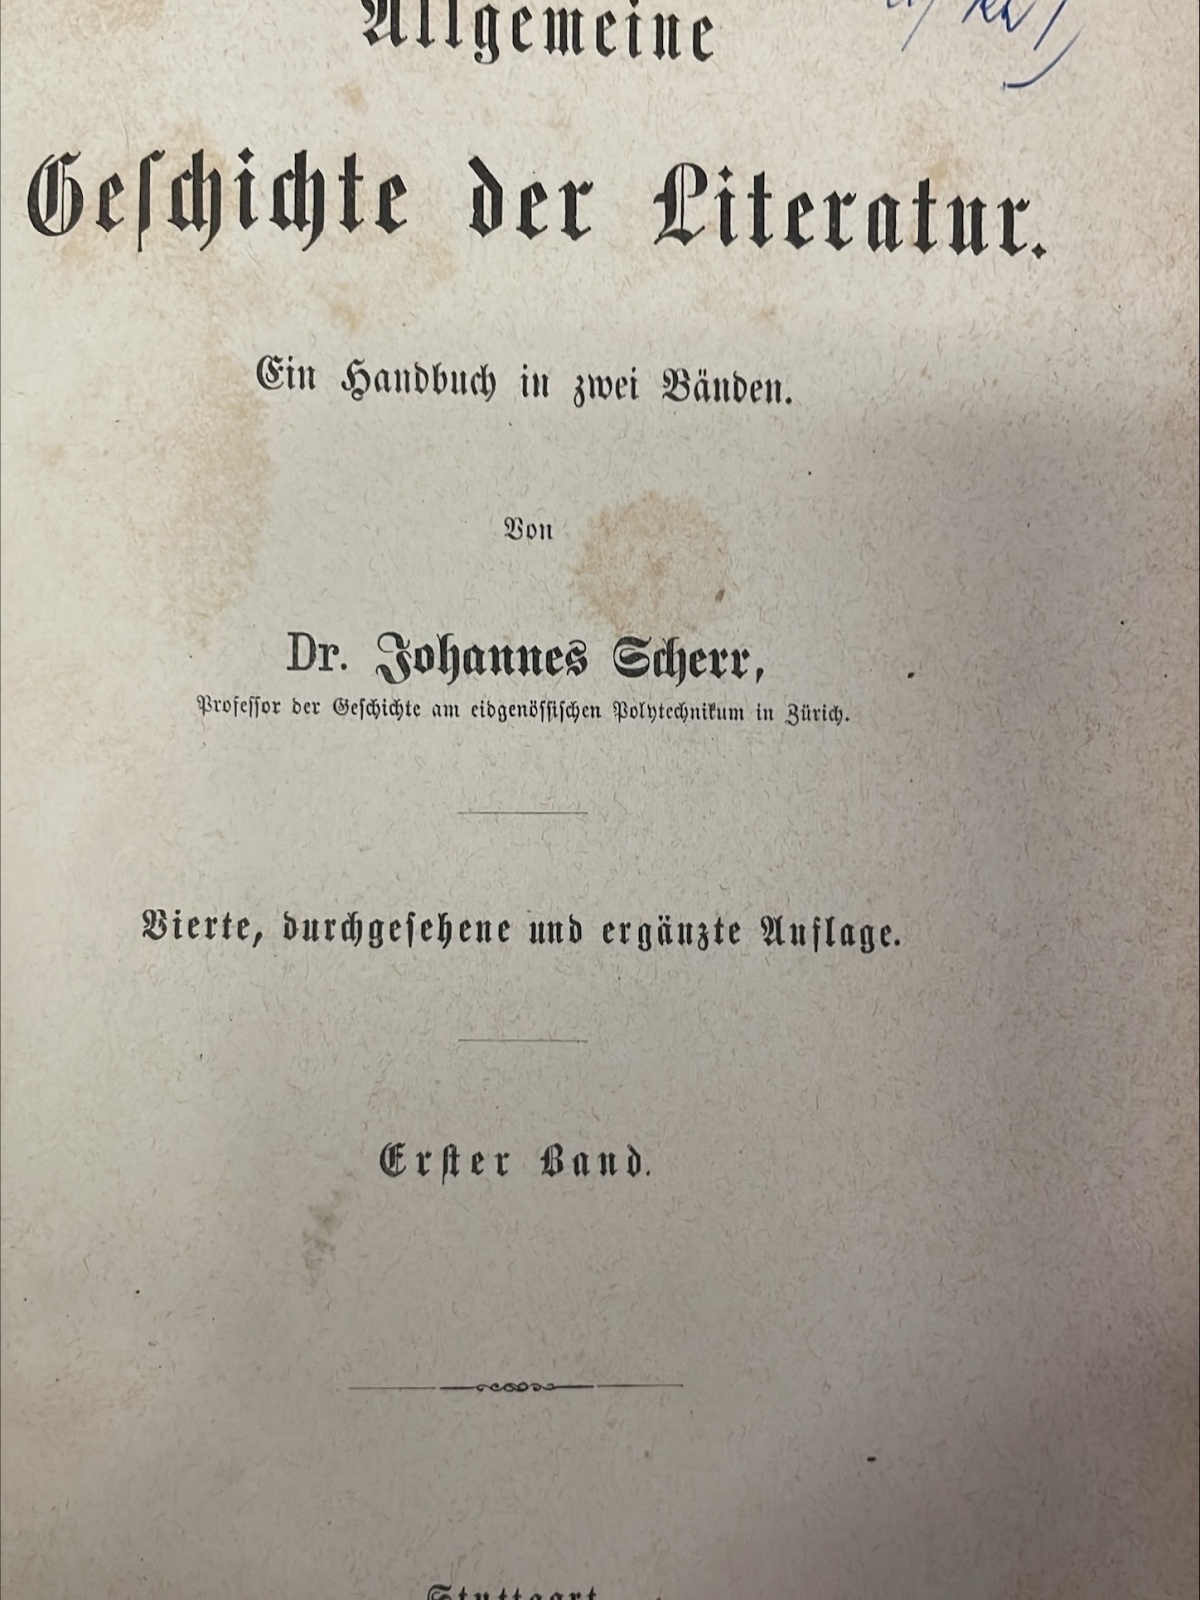 Allgemeine
Geschichte der Literatur.
Ein Handbuch in zwei Bänden.
Von
Dr. Johannes Scherr,
Professor der Geschichte am eidgenössischen Polytechnikum in Zürich.
Vierte, durchgesehene und ergänzte Auflage.
Erster Band.
Stuttgart.